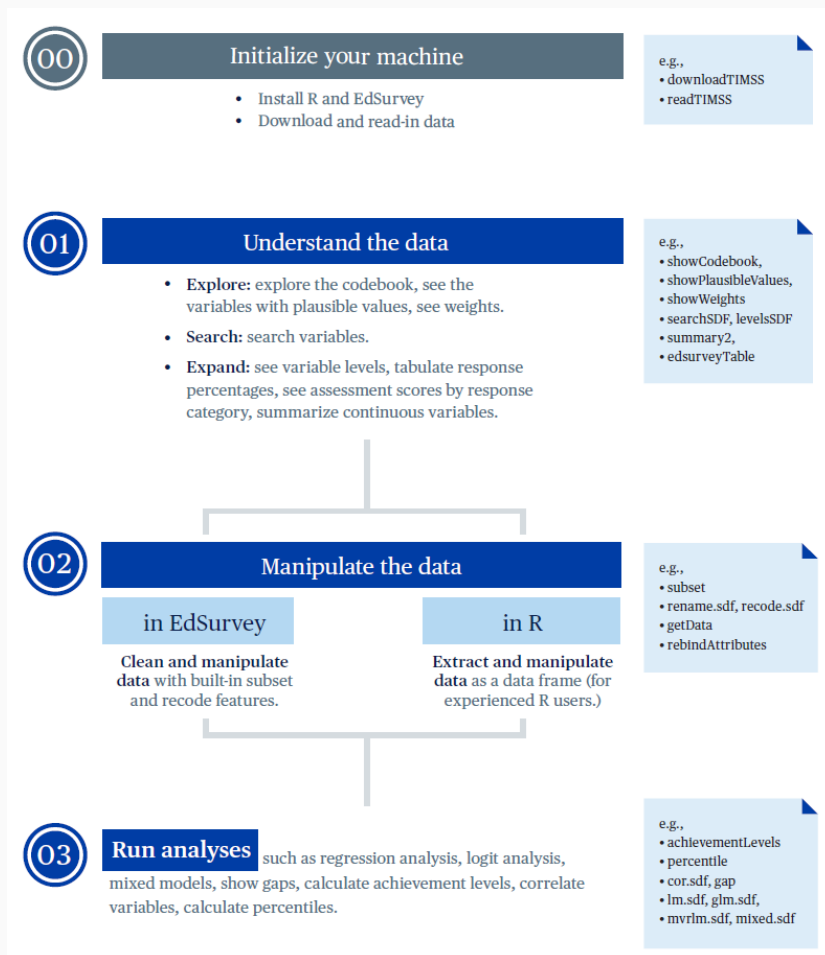 00
Initialize your machine
• Install R and EdSurvey
• Download and read-in data
e.g.,
• downloadTIMSS
• readTIMSS
01
Understand the data
• Explore: explore the codebook, see the
variables with plausible values, see weights.
• Search: search variables.
• Expand: see variable levels, tabulate response
percentages, see assessment scores by response
category, summarize continuous variables.
e.g.,
• showCodebook,
• showPlausibleValues,
• showWeights
• searchSDF, levelsSDF
• summary2,
• edsurveyTable
02
Manipulate the data
in EdSurvey
Clean and manipulate
data with built-in subset
and recode features.
in R
Extract and manipulate
data as a data frame (for
experienced R users.)
e.g.,
• subset
• rename.sdf, recode.sdf
• getData
• rebindAttributes
03
Run analyses such as regression analysis, logit analysis,
mixed models, show gaps, calculate achievement levels, correlate
variables, calculate percentiles.
e.g.,
• achievementLevels
• percentile
• cor.sdf, gap
• lm.sdf, glm.sdf,
• mvrlm.sdf, mixed.sdf